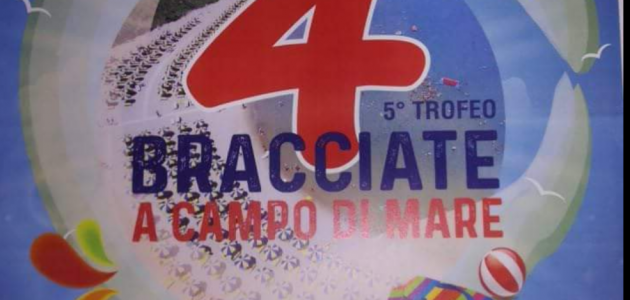 4
5° TROFEO
BRACCIATE
A CAMPO DI MARE